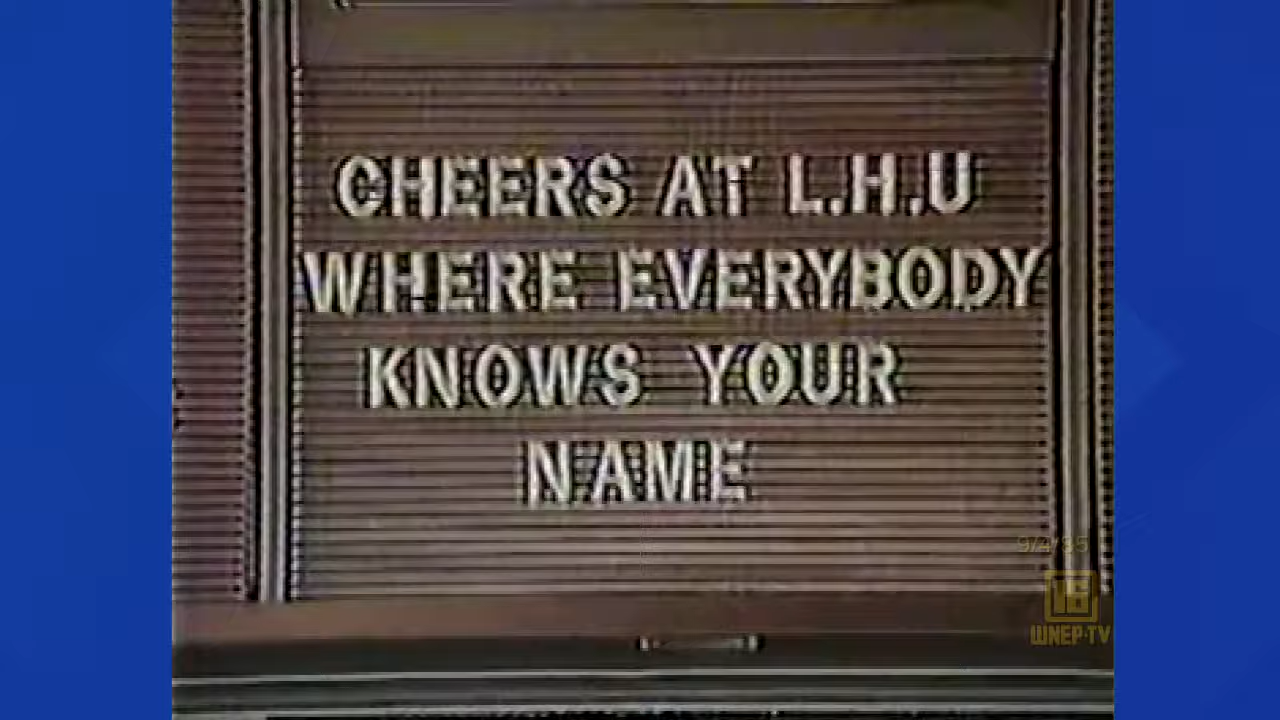 CHEERS AT L.H.U
WHERE EVERYBODY
KNOWS YOUR
NAME
16
WNEP-TV